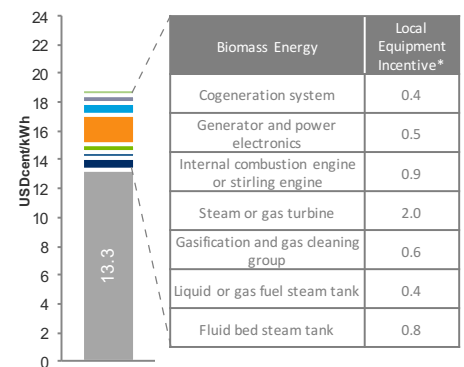 24
22
20
18
16
14
12
10
8
6
4
2
0
USDcent/kWh
13.3
Biomass Energy
Local
Equipment
Incentive*
Cogeneration system
0.4
Generator and power
electronics
0.5
Internal combustion engine
or stirling engine
0.9
Steam or gas turbine
2.0
Gasification and gas cleaning
group
0.6
Liquid or gas fuel steam tank
0.4
Fluid bed steam tank
0.8